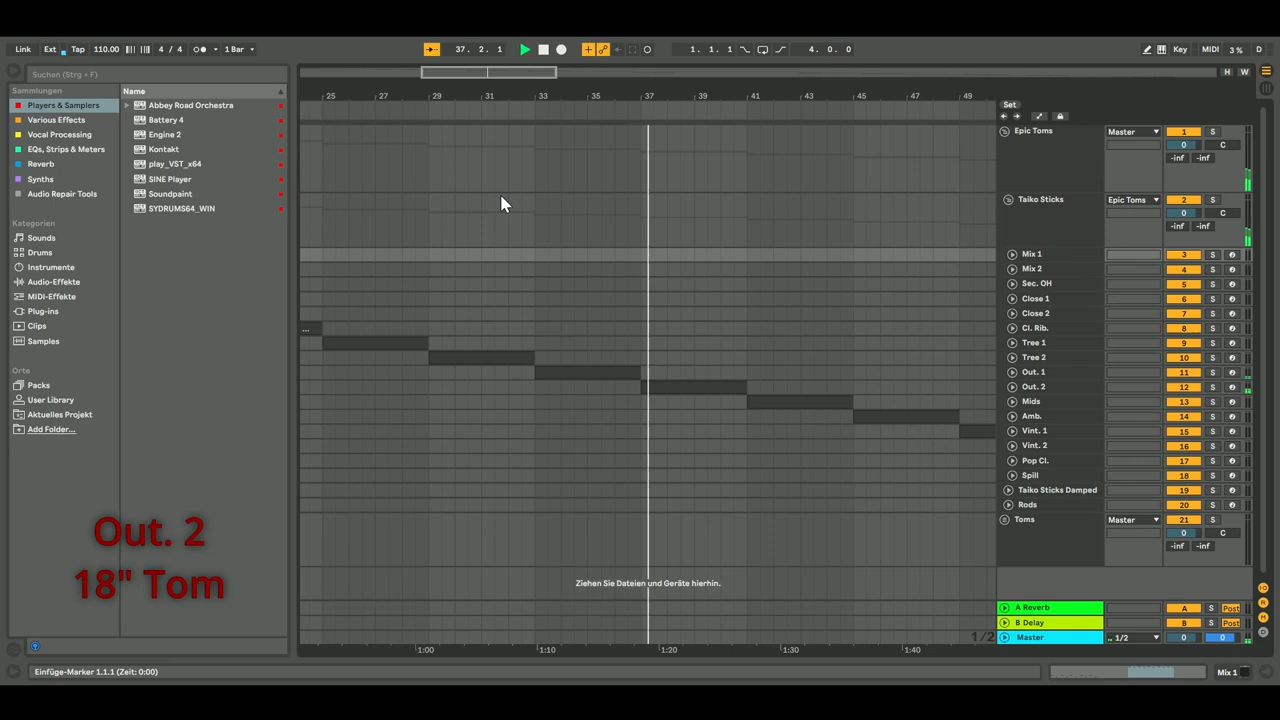 Link Ext Tap 110.00 4 / 4 1 Bar 37. 2. 1 1. 1. 1 4. 0. 0 Key MIDI 3 % D
Suchen (Strg + F)
H W
Sammlungen
Players & Samplers
Various Effects
Vocal Processing
EQs, Strips & Meters
Reverb
Synths
Audio Repair Tools
Kategorien
Sounds
Drums
Instrumente
Audio-Effekte
MIDI-Effekte
Plug-ins
Clips
Samples
Orte
Packs
User Library
Aktuelles Projekt
Add Folder...
Name
Abbey Road Orchestra
Battery 4
Engine 2
Kontakt
play_VST_x64
SINE Player
Soundpaint
SYDRUMS64_WIN
Out. 2
18" Tom
25 27 29 31 33 35 37 39 41 43 45 47 49
...
Ziehen Sie Dateien und Geräte hierhin.
1/2
1:00 1:10 1:20 1:30 1:40
Set
Epic Toms Master 1 S
0 C
-inf -inf
Taiko Sticks Epic Toms 2 S
0 C
-inf -inf
Mix 1 3 S
Mix 2 4 S
Sec. OH 5 S
Close 1 6 S
Close 2 7 S
Cl. Rib. 8 S
Tree 1 9 S
Tree 2 10 S
Out. 1 11 S
Out. 2 12 S
Mids 13 S
Amb. 14 S
Vint. 1 15 S
Vint. 2 16 S
Pop Cl. 17 S
Spill 18 S
Taiko Sticks Damped 19 S
Rods 20 S
Toms Master 21 S
0 C
-inf -inf
A Reverb A S Post
B Delay B S Post
Master 1/2 0 0
Einfüge-Marker 1.1.1 (Zeit: 0:00)
Mix 1